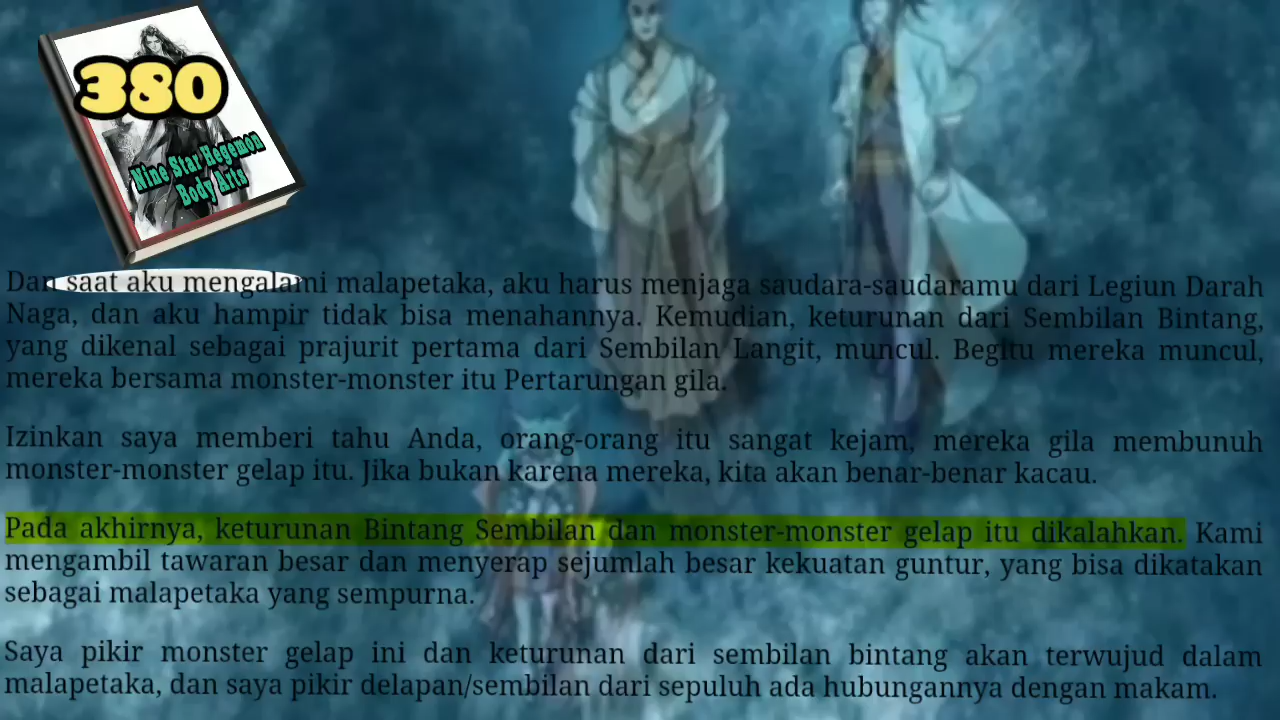 380
Nine Star Hegemon
Body Arts
Dan saat aku mengalami malapetaka, aku harus menjaga saudara-saudaramu dari Legiun Darah
Naga, dan aku hampir tidak bisa menahannya. Kemudian, keturunan dari Sembilan Bintang,
yang dikenal sebagai prajurit pertama dari Sembilan Langit, muncul. Begitu mereka muncul,
mereka bersama monster-monster itu Pertarungan gila.
Izinkan saya memberi tahu Anda, orang-orang itu sangat kejam, mereka gila membunuh
monster-monster gelap itu. Jika bukan karena mereka, kita akan benar-benar kacau.
Pada akhirnya, keturunan Bintang Sembilan dan monster-monster gelap itu dikalahkan. Kami
mengambil tawaran besar dan menyerap sejumlah besar kekuatan guntur, yang bisa dikatakan
sebagai malapetaka yang sempurna.
Saya pikir monster gelap ini dan keturunan dari sembilan bintang akan terwujud dalam
malapetaka, dan saya pikir delapan/sembilan dari sepuluh ada hubungannya dengan makam.